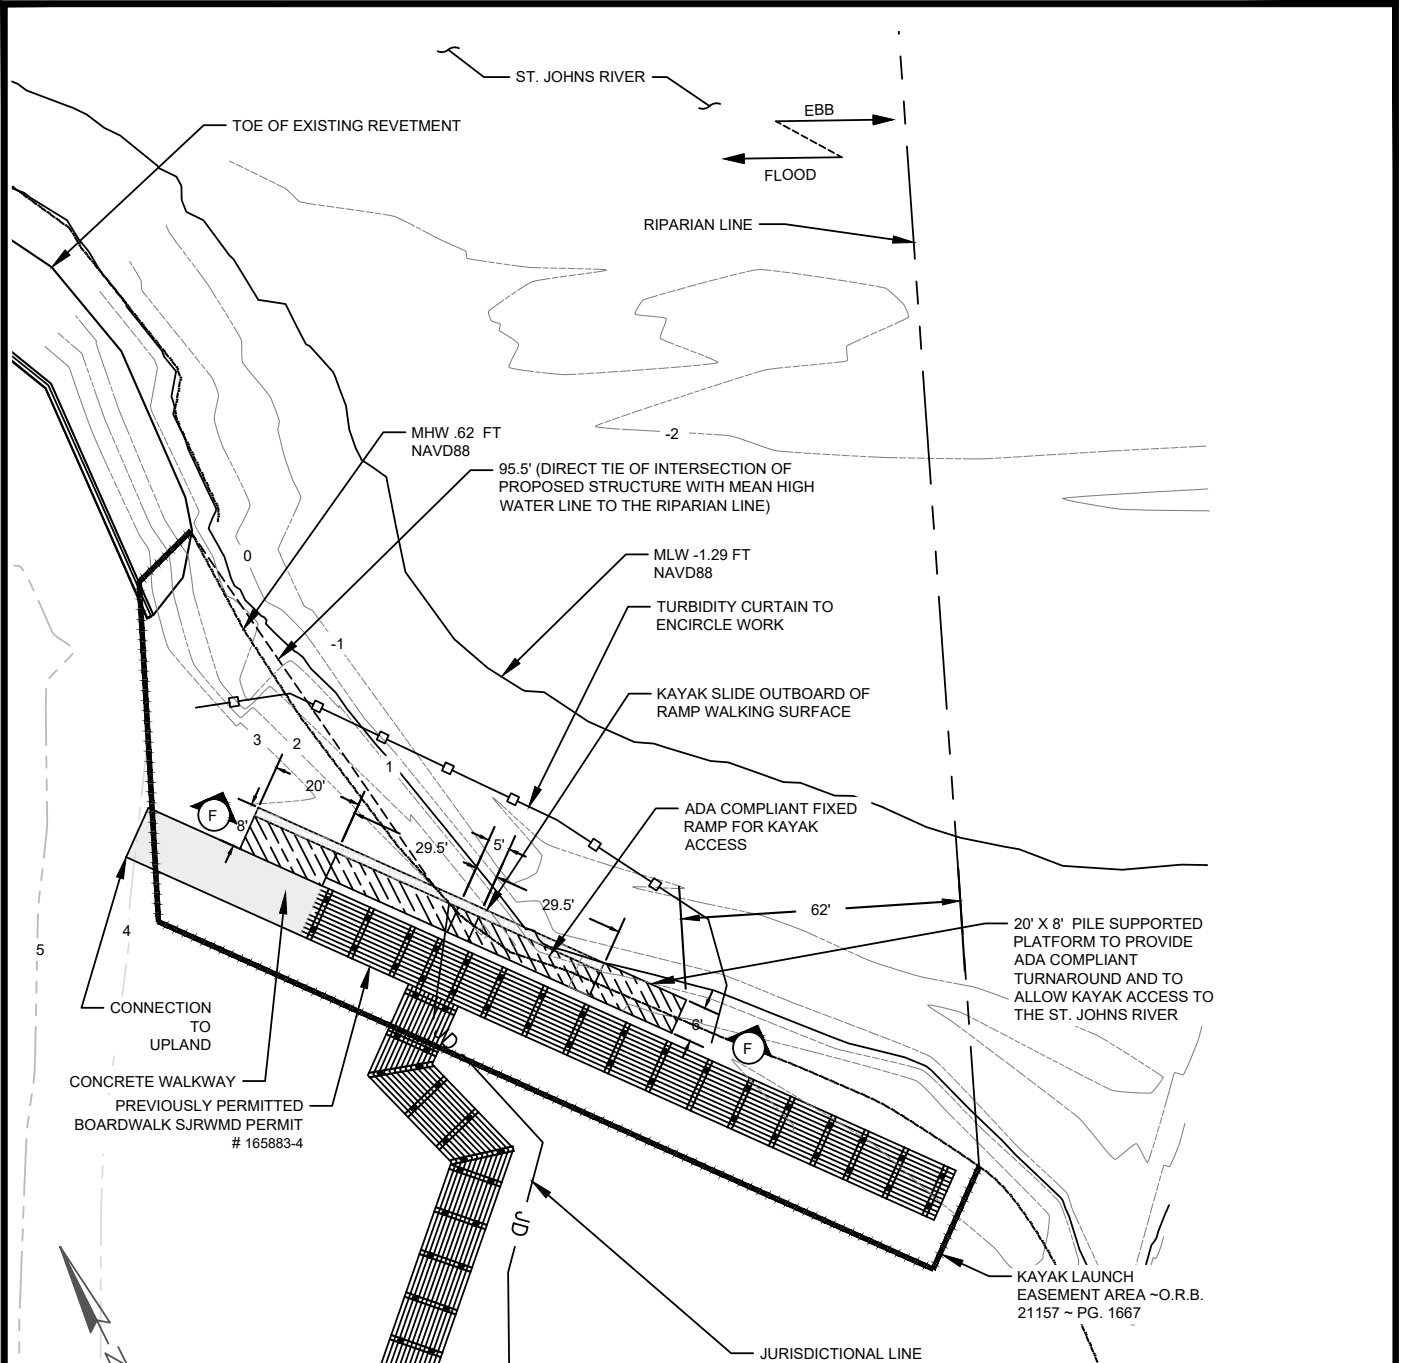 ST. JOHNS RIVER
EBB
TOE OF EXISTING REVETMENT
FLOOD
RIPARIAN LINE
MHW .62 FT
NAVD88
-2
95.5' (DIRECT TIE OF INTERSECTION OF
PROPOSED STRUCTURE WITH MEAN HIGH
WATER LINE TO THE RIPARIAN LINE)
0
MLW -1.29 FT
NAVD88
TURBIDITY CURTAIN TO
ENCIRCLE WORK
-1
KAYAK SLIDE OUTBOARD OF
RAMP WALKING SURFACE
3
2
1
20'
F
8'
ADA COMPLIANT FIXED
RAMP FOR KAYAK
ACCESS
29.5'
5'
29.5'
62'
20' X 8' PILE SUPPORTED
PLATFORM TO PROVIDE
ADA COMPLIANT
TURNAROUND AND TO
ALLOW KAYAK ACCESS TO
THE ST. JOHNS RIVER
5
4
CONNECTION
TO
UPLAND
6'
F
JD
CONCRETE WALKWAY
PREVIOUSLY PERMITTED
BOARDWALK SJRWMD PERMIT
# 165883-4
JD
KAYAK LAUNCH
EASEMENT AREA ~O.R.B.
21157 ~ PG. 1667
JURISDICTIONAL LINE